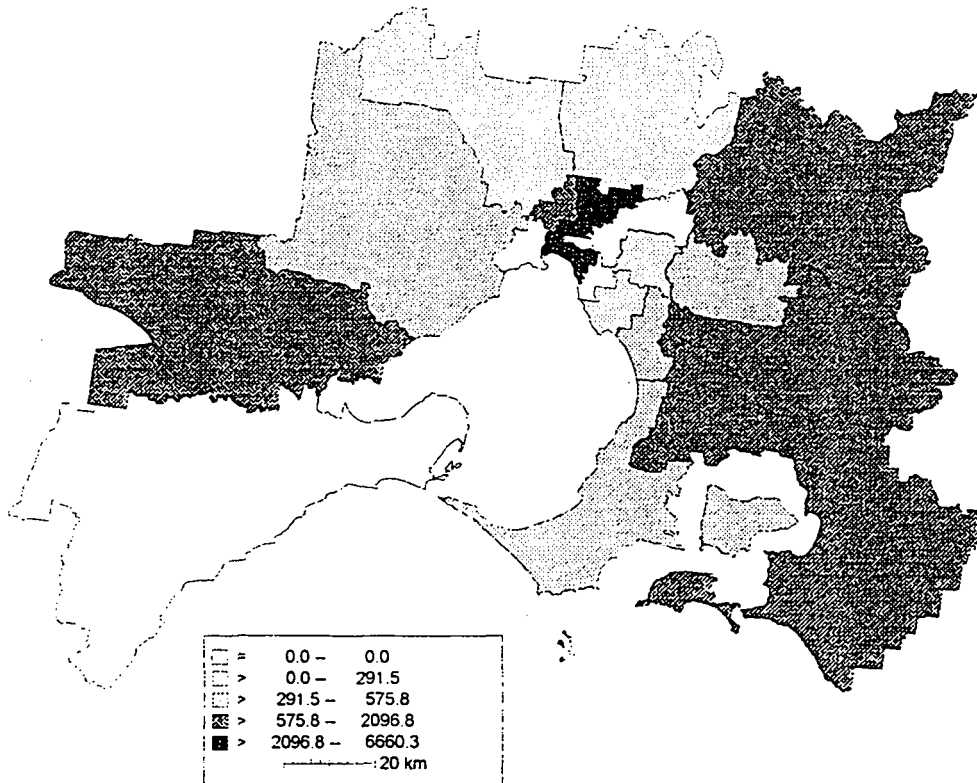 = 0.0 – 0.0
> 0.0 – 291.5
> 291.5 – 575.8
> 575.8 – 2096.8
> 2096.8 – 6660.3
20 km